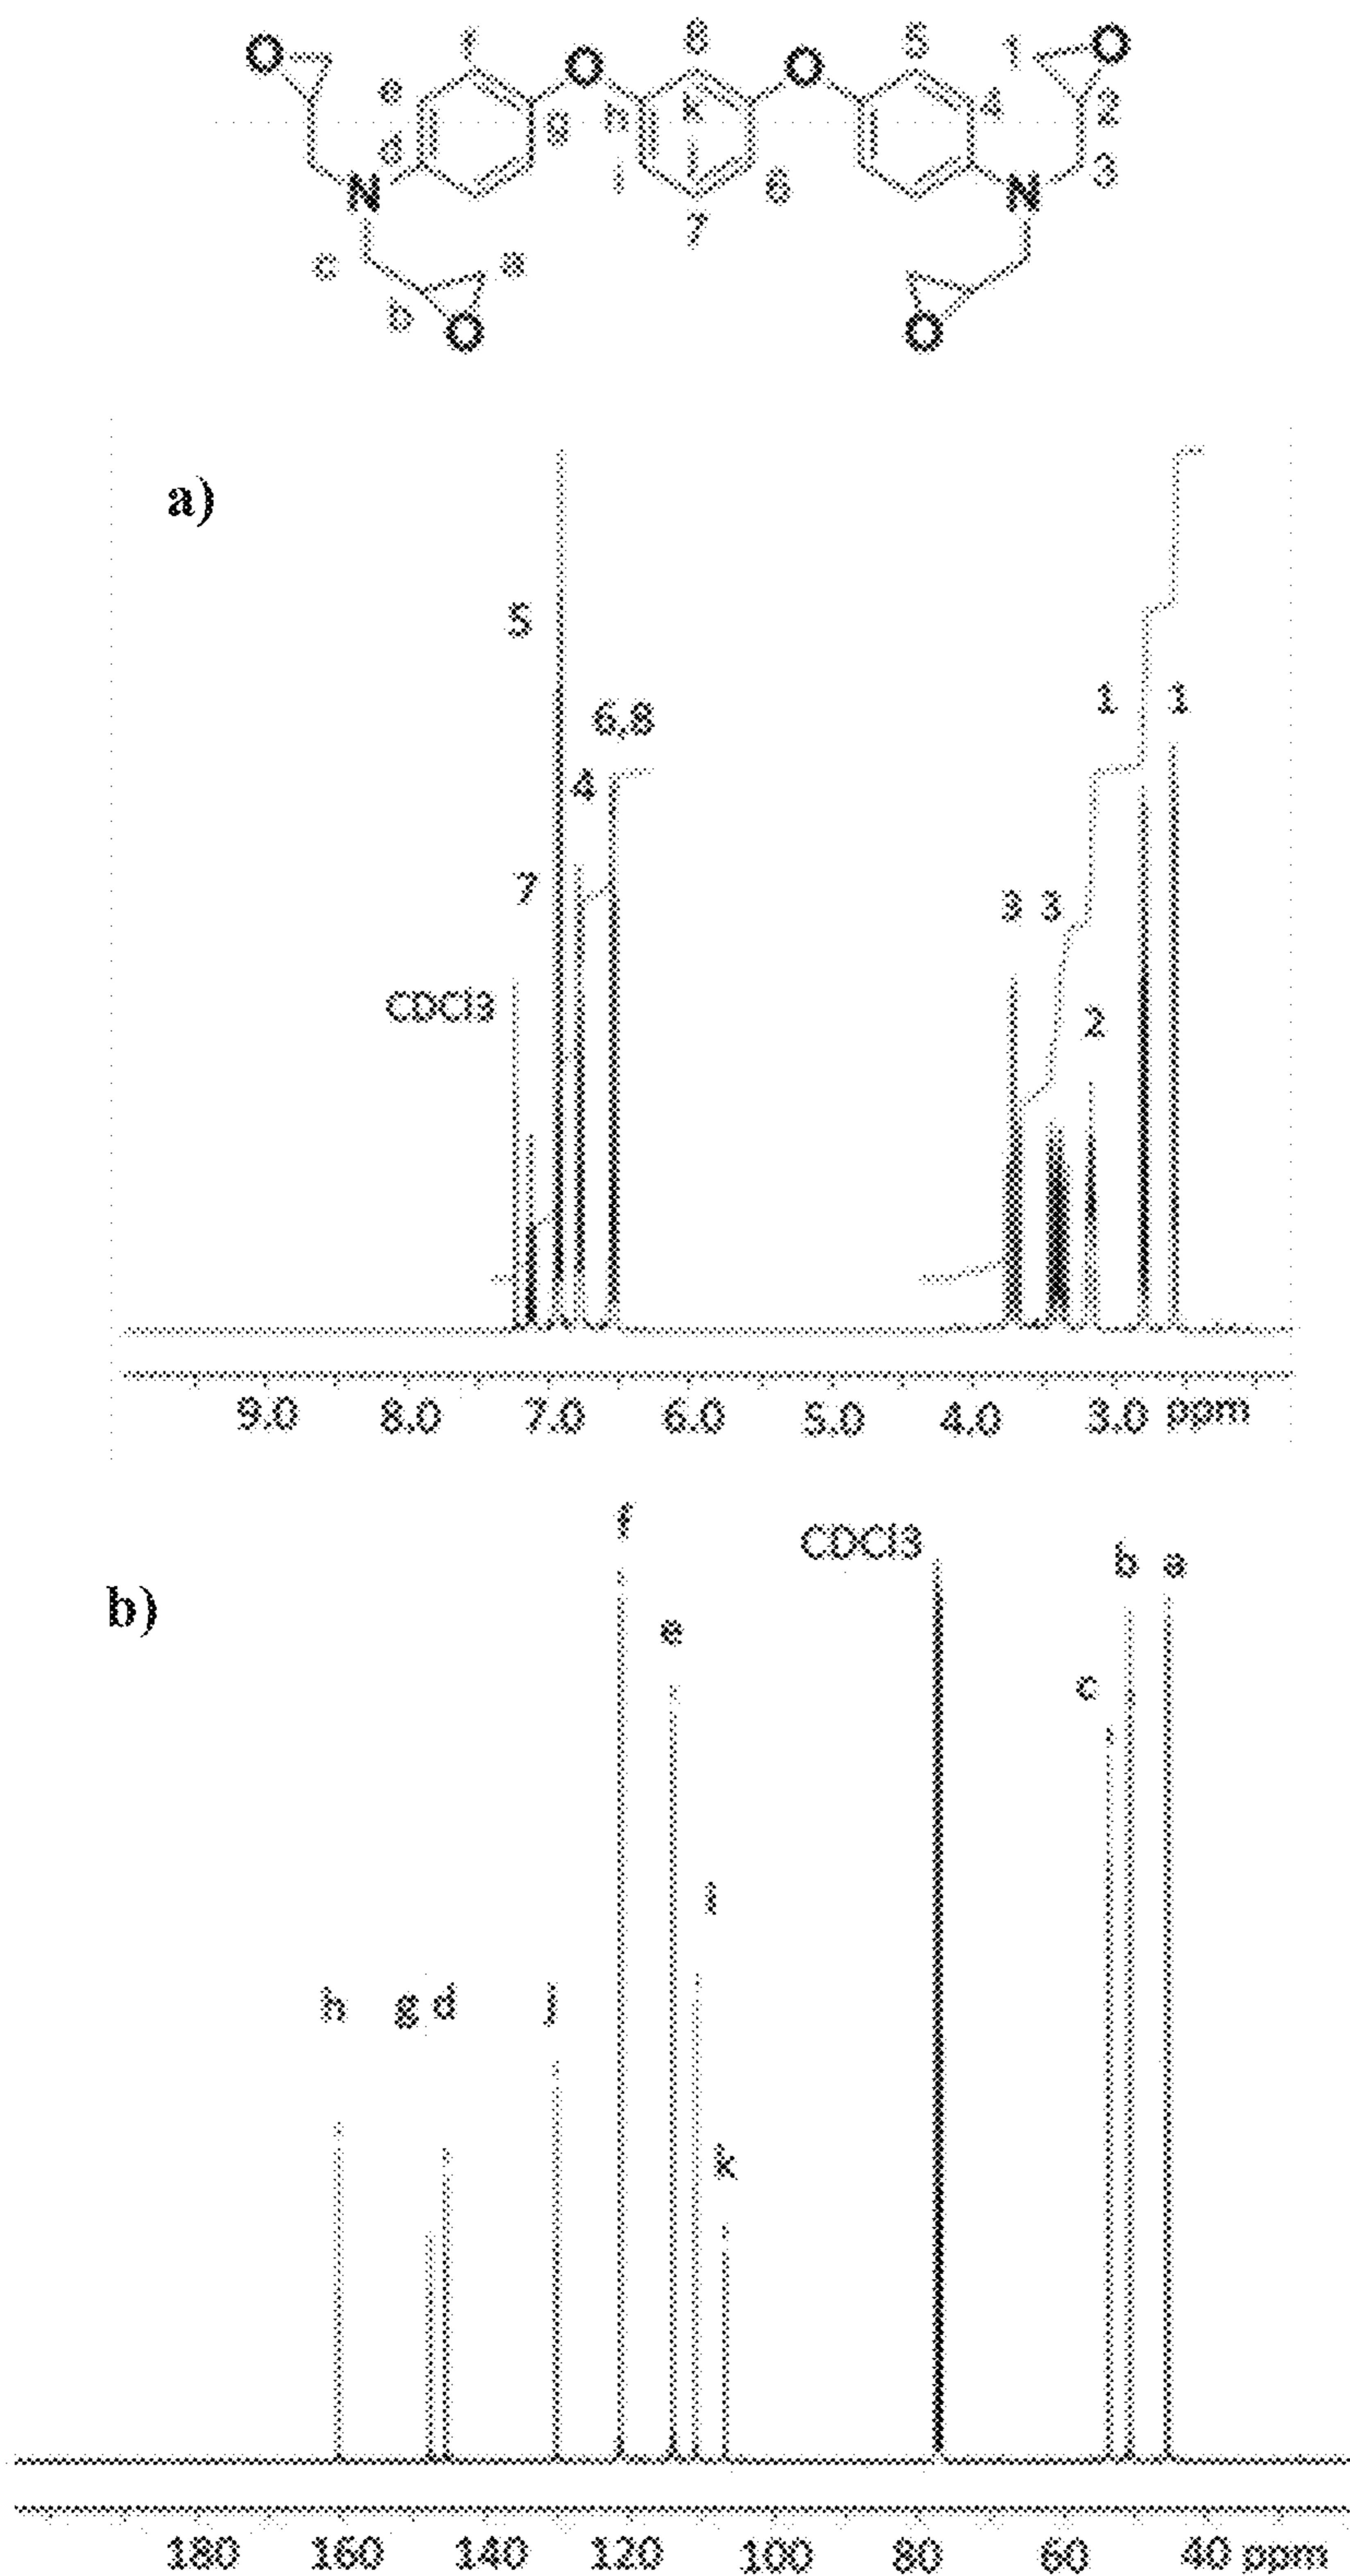 O f O 8 O 5 1 O
e g h k 4 2
d i j 6 3
N 7 N
c a
b O O
a)
5
6,8
4
1 1
7
3 3
CDCl3
2
9.0 8.0 7.0 6.0 5.0 4.0 3.0 ppm
f CDCl3 b a
b)
e
c
i
h g d j
k
180 160 140 120 100 80 60 40 ppm